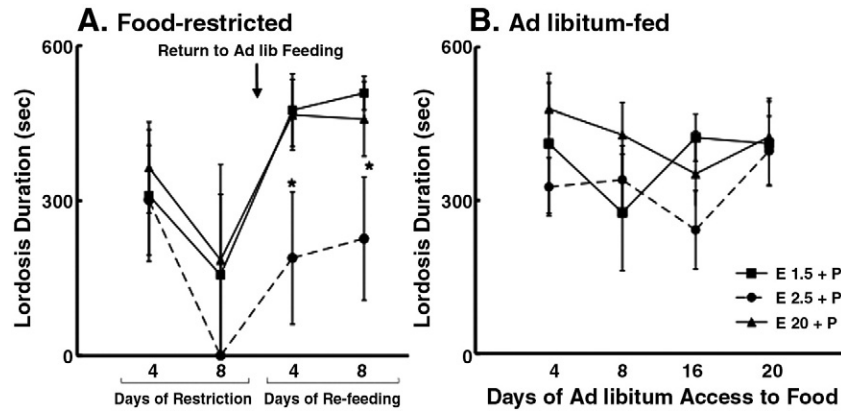 A. Food-restricted
Return to Ad lib Feeding
600
300
0
Lordosis Duration (sec)
*
*
4
8
4
8
Days of Restriction
Days of Re-feeding
B. Ad libitum-fed
600
300
0
Lordosis Duration (sec)
E 1.5 + P
E 2.5 + P
E 20 + P
4
8
16
20
Days of Ad libitum Access to Food